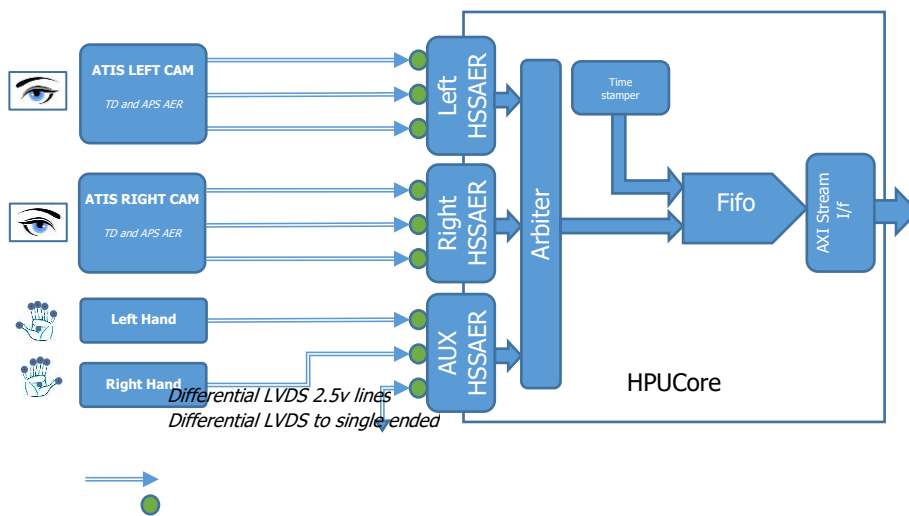 ATIS LEFT CAM
TD and APS AER
Left
HSSAER
Time
stamper
ATIS RIGHT CAM
TD and APS AER
Right
HSSAER
Arbiter
Fifo
AXI Stream
I/f
Left Hand
AUX
HSSAER
Right Hand
HPUCore
Differential LVDS 2.5v lines
Differential LVDS to single ended